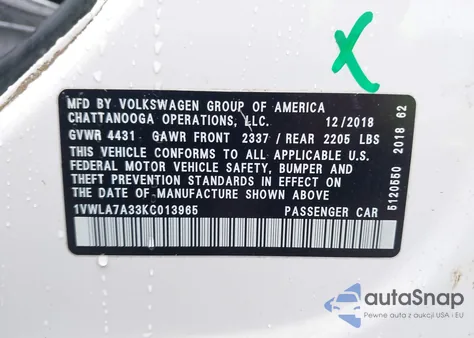 MFD BY VOLKSWAGEN GROUP OF AMERICA
CHATTANOOGA OPERATIONS, LLC. 12/2018
GVWR 4431 GAWR FRONT 2337 / REAR 2205 LBS
THIS VEHICLE CONFORMS TO ALL APPLICABLE U.S.
FEDERAL MOTOR VEHICLE SAFETY, BUMPER AND
THEFT PREVENTION STANDARDS IN EFFECT ON
THE DATE OF MANUFACTURE SHOWN ABOVE.
1VWLA7A33KC013965 PASSENGER CAR
5120550 2018 62
X
autoSnap
Portal z aukcji USA i EU